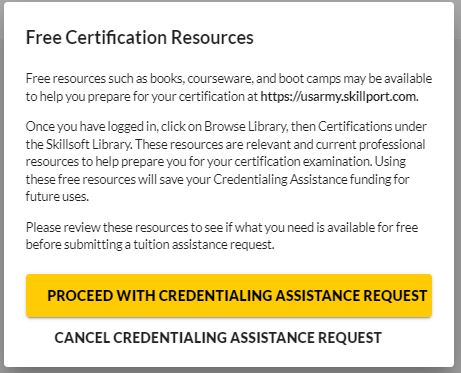 Free Certification Resources
Free resources such as books, courseware, and boot camps may be available
to help you prepare for your certification at https://usarmy.skillport.com.
Once you have logged in, click on Browse Library, then Certifications under
the Skillsoft Library. These resources are relevant and current professional
resources to help prepare you for your certification examination. Using
these free resources will save your Credentialing Assistance funding for
future uses.
Please review these resources to see if what you need is available for free
before submitting a tuition assistance request.
PROCEED WITH CREDENTIALING ASSISTANCE REQUEST
CANCEL CREDENTIALING ASSISTANCE REQUEST